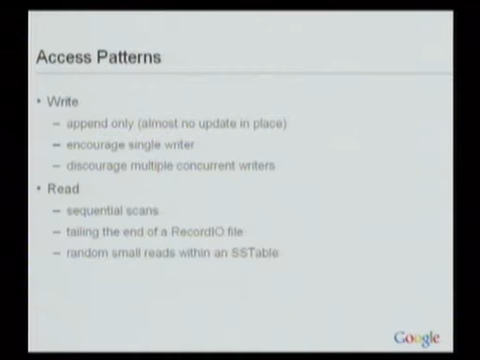 Access Patterns
• Write
– append only (almost no update in place)
– encourage single writer
– discourage multiple concurrent writers
• Read
– sequential scans
– tailing the end of a RecordIO file
– random small reads within an SSTable
Google